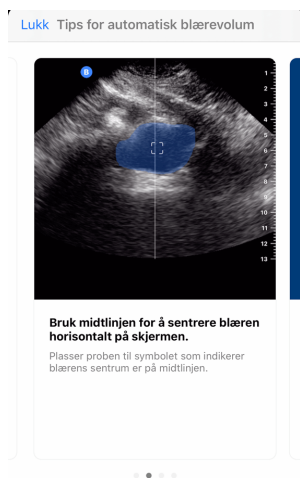 Lukk Tips for automatisk blærevolum
B
1
2
3
4
5
6
7
8
9
10
11
12
13
Bruk midtlinjen for å sentrere blæren
horisontalt på skjermen.
Plasser proben til symbolet som indikerer
blærens sentrum er på midtlinjen.